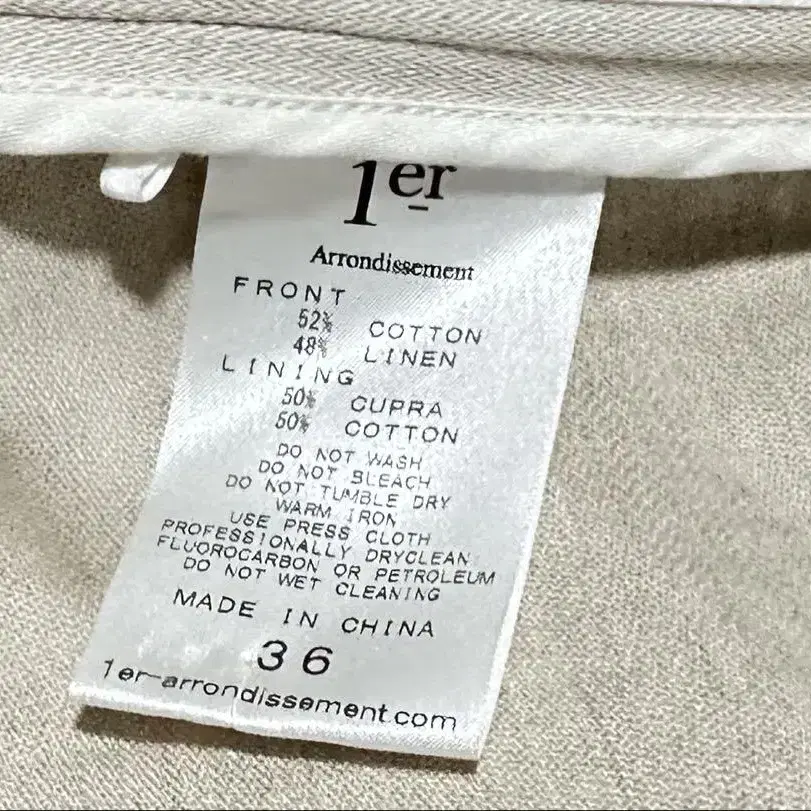 1er
Arrondissement
FRONT
52% COTTON
48% LINEN
LINING
50% CUPRA
50% COTTON
DO NOT WASH
DO NOT BLEACH
DO NOT TUMBLE DRY
WARM IRON
USE PRESS CLOTH
PROFESSIONALLY DRYCLEAN
FLUOROCARBON OR PETROLEUM
DO NOT WET CLEANING
MADE IN CHINA
36
1er-arrondissement.com